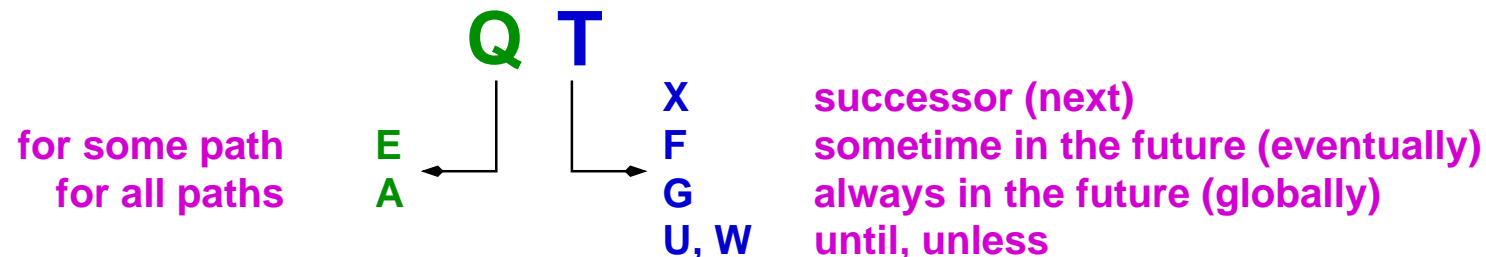 Q T
X successor (next)
for some path E F sometime in the future (eventually)
for all paths A G always in the future (globally)
U, W until, unless